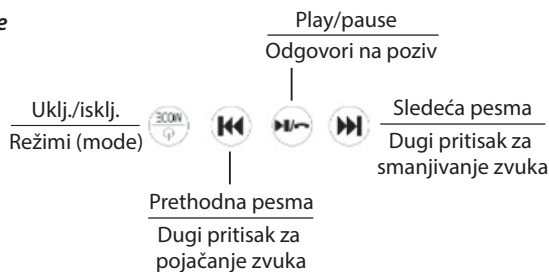 e
Play/pause
Odgovori na poziv
Uklj./isklj.
Režimi (mode)
Sledeća pesma
Dugi pritisak za
smanjivanje zvuka
Prethodna pesma
Dugi pritisak za
pojačanje zvuka